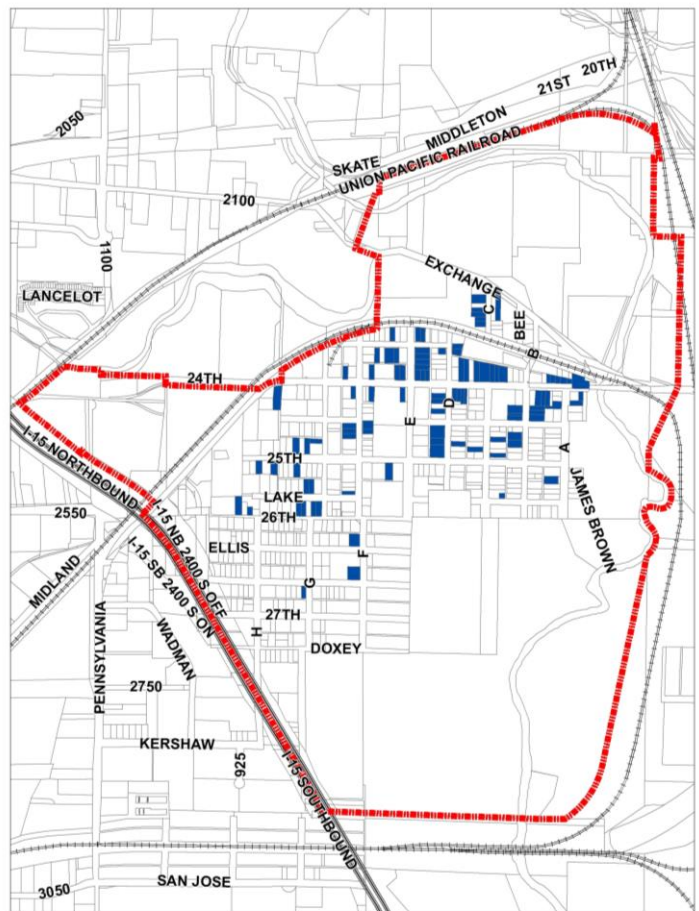 20TH
21ST
MIDDLETON
2050
SKATE
UNION PACIFIC RAILROAD
2100
1100
EXCHANGE
LANCELOT
C
BEE
B
24TH
D
E
I-15 NORTHBOUND
25TH
A
LAKE
JAMES BROWN
2550
I-15 NB 2400 S OFF
26TH
I-15 SB 2400 S ON
ELLIS
F
MIDLAND
G
PENNSYLVANIA
27TH
WADMAN
H
DOXEY
2750
KERSHAW
925
I-15 SOUTHBOUND
SAN JOSE
3050